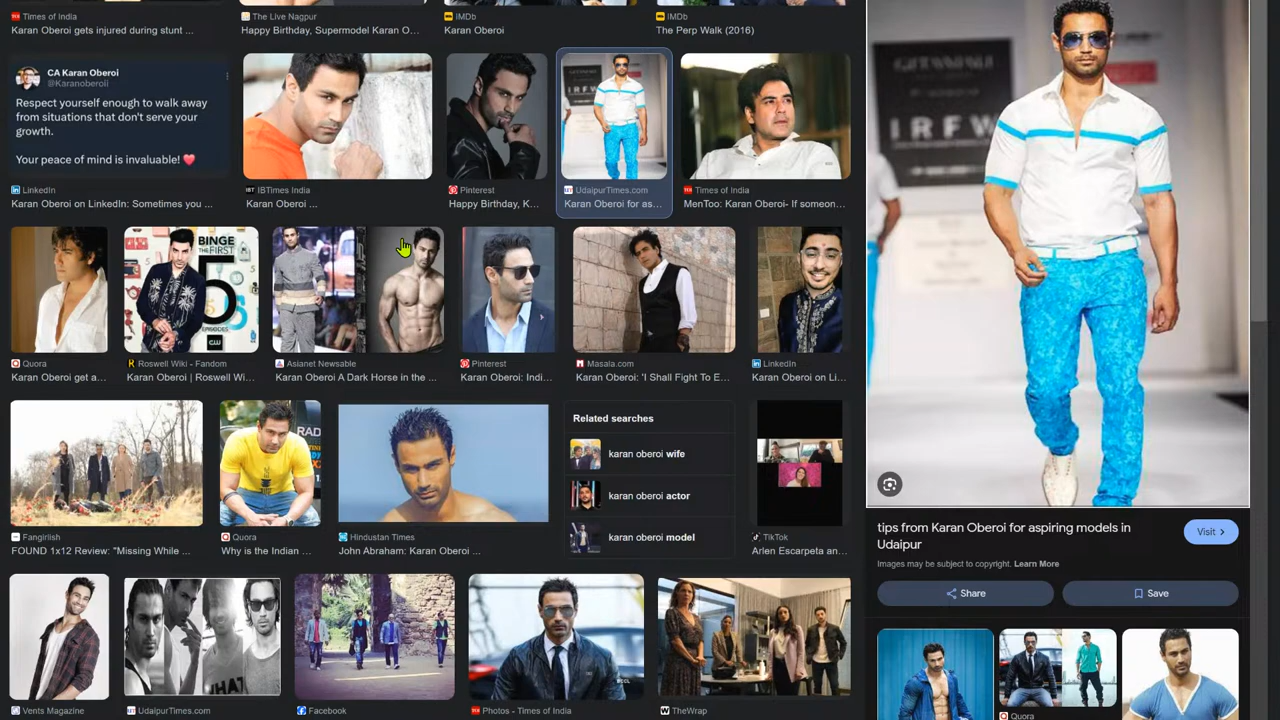 Times of India
Karan Oberoi gets injured during stunt ...
The Live Nagpur
Happy Birthday, Supermodel Karan O...
IMDb
Karan Oberoi
IMDb
The Perp Walk (2016)
CA Karan Oberoi
@Karanoberoii
Respect yourself enough to walk away
from situations that don't serve your
growth.
Your peace of mind is invaluable! ❤
LinkedIn
Karan Oberoi on LinkedIn: Sometimes you ...
IBTimes India
Karan Oberoi ...
Pinterest
Happy Birthday, K...
UdaipurTimes.com
Karan Oberoi for as...
Times of India
MenToo: Karan Oberoi- If someon...
Quora
Karan Oberoi get a...
BINGE
THE FIRST
5
EPISODES
CW
Roswell Wiki - Fandom
Karan Oberoi | Roswell Wi...
Asianet Newsable
Karan Oberoi A Dark Horse in the ...
Pinterest
Karan Oberoi: Indi...
Masala.com
Karan Oberoi: 'I Shall Fight To E...
LinkedIn
Karan Oberoi on Li...
Fangirlish
FOUND 1x12 Review: "Missing While ...
RAD
Quora
Why is the Indian ...
Hindustan Times
John Abraham: Karan Oberoi ...
Related searches
karan oberoi wife
karan oberoi actor
karan oberoi model
TikTok
Arlen Escarpeta an...
Vents Magazine
WHAT
UdaipurTimes.com
Facebook
Photos - Times of India
TheWrap
IRFW
tips from Karan Oberoi for aspiring models in
Udaipur
Visit
Images may be subject to copyright. Learn More
Share
Save
Quora